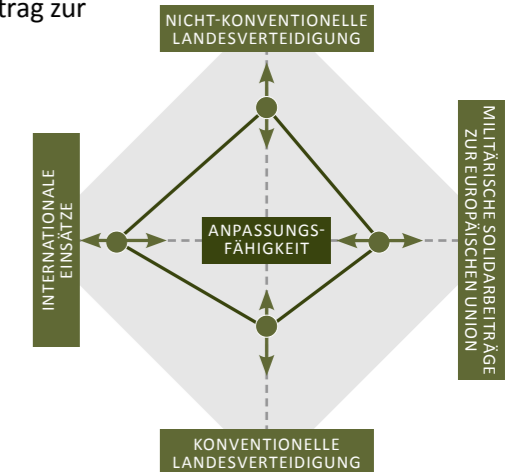 trag zur
NICHT-KONVENTIONELLE
LANDESVERTEIDIGUNG
INTERNATIONALE
EINSÄTZE
ANPASSUNGS-
FÄHIGKEIT
MILITÄRISCHE SOLIDARBEITRÄGE
ZUR EUROPÄISCHEN UNION
KONVENTIONELLE
LANDESVERTEIDIGUNG